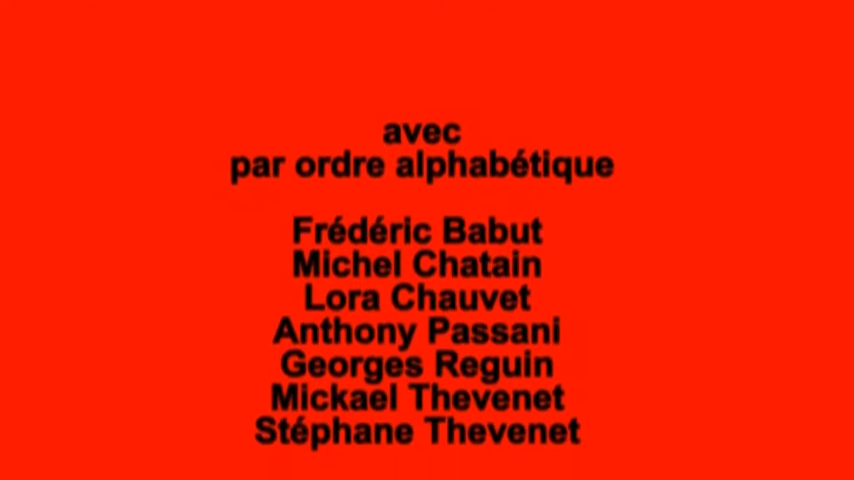 avec
par ordre alphabétique
Frédéric Babut
Michel Chatain
Lora Chauvet
Anthony Passani
Georges Reguin
Mickael Thevenet
Stéphane Thevenet